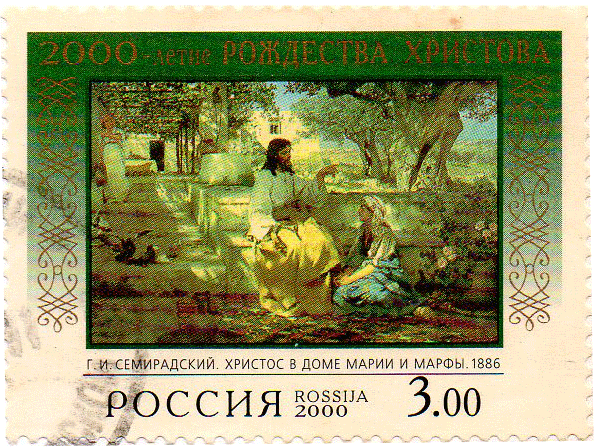 2000-летие РОЖДЕСТВА ХРИСТОВА
Г. И. СЕМИРАДСКИЙ. ХРИСТОС В ДОМЕ МАРИИ И МАРФЫ. 1886
РОССИЯ ROSSIJA 2000 3.00